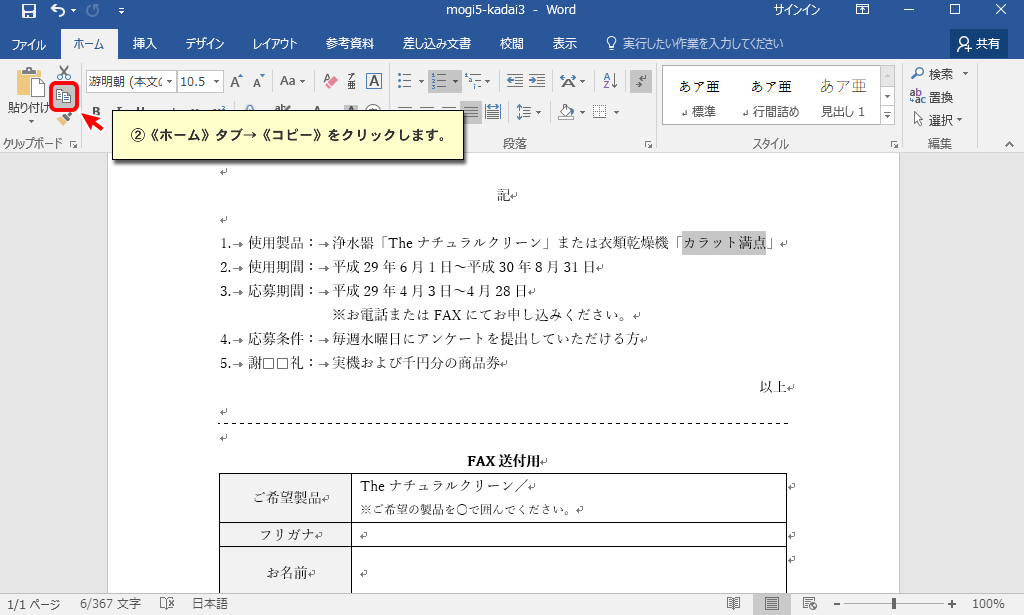 mogi5-kadai3 - Word
サインイン
ファイル ホーム 挿入 デザイン レイアウト 参考資料 差し込み文書 校閲 表示 実行したい作業を入力してください 共有
貼り付け
クリップボード
游明朝 (本文
10.5
段落
あア亜 あア亜 あア亜
↲標準 ↲行間詰め 見出し 1
スタイル
検索
置換
選択
編集
②《ホーム》タブ→《コピー》をクリックします。
記
1.→使用製品：→浄水器「The ナチュラルクリーン」または衣類乾燥機「カラット満点」
2.→使用期間：→平成 29 年 6 月 1 日～平成 30 年 8 月 31 日
3.→応募期間：→平成 29 年 4 月 3 日～4 月 28 日
※お電話または FAX にてお申し込みください。
4.→応募条件：→毎週水曜日にアンケートを提出していただける方
5.→謝□□礼：→実機および千円分の商品券
以上
FAX 送付用
ご希望製品
The ナチュラルクリーン／
※ご希望の製品を〇で囲んでください。
フリガナ
お名前
1/1 ページ 6/367 文字 日本語 100%